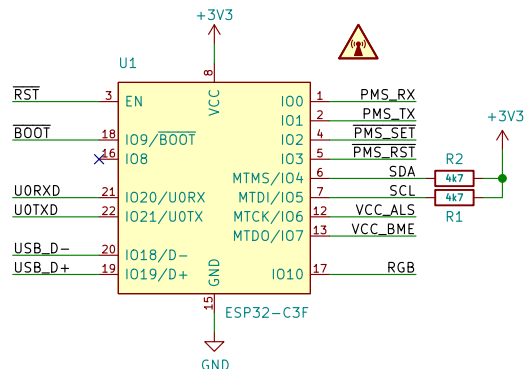 +3V3
U1
8
VCC
RST 3 EN IO0 1 PMS_RX
IO1 2 PMS_TX
+3V3
BOOT 18 IO9/BOOT IO2 4 PMS_SET
16 IO8 IO3 5 PMS_RST
R2
MTMS/IO4 6 SDA 4k7
U0RXD 21 IO20/U0RX MTDI/IO5 7 SCL 4k7
U0TXD 22 IO21/U0TX MTCK/IO6 12 VCC_ALS R1
MTDO/IO7 13 VCC_BME
USB_D- 20 IO18/D-
USB_D+ 19 IO19/D+ GND IO10 17 RGB
15
ESP32-C3F
GND